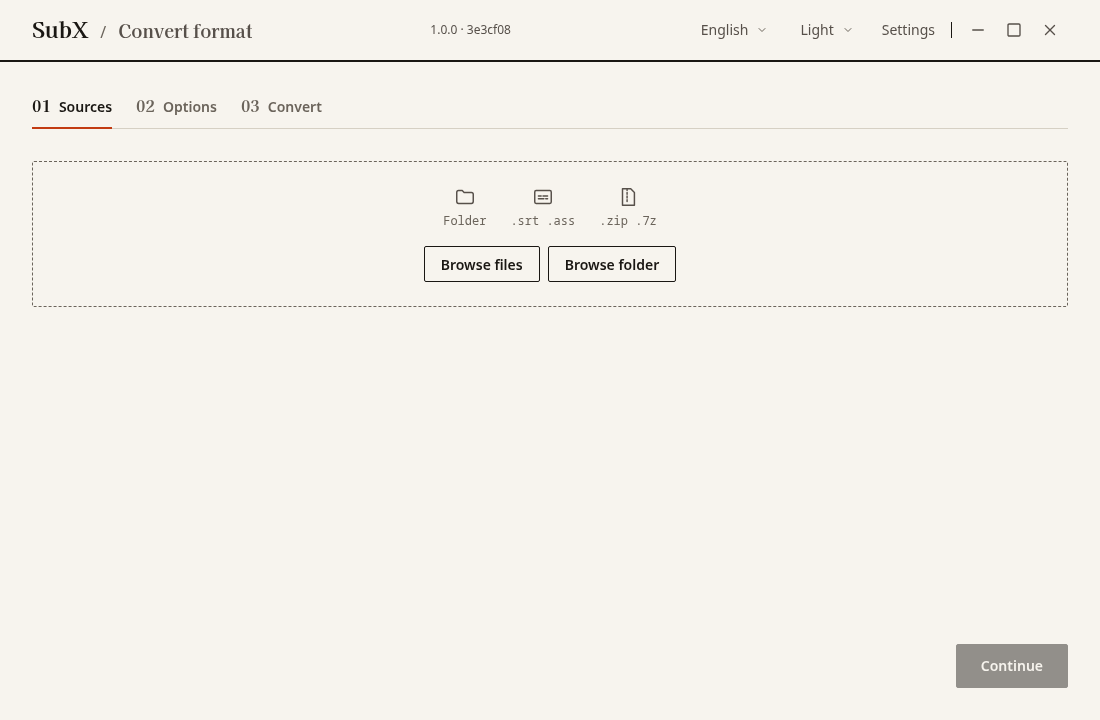 SubX / Convert format
1.0.0 · 3e3cf08
English
Light
Settings
01 Sources
02 Options
03 Convert
Folder
.srt .ass
.zip .7z
Browse files
Browse folder
Continue